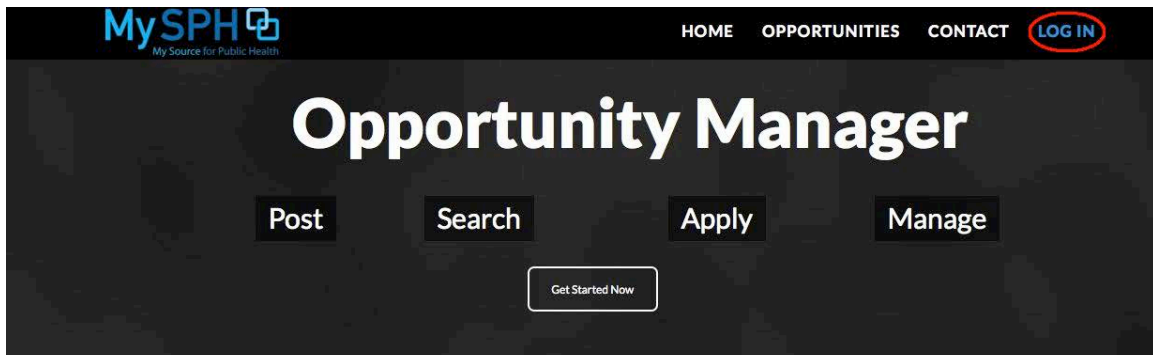 MySPH
My Source for Public Health
HOME OPPORTUNITIES CONTACT LOG IN
Opportunity Manager
Post Search Apply Manage
Get Started Now